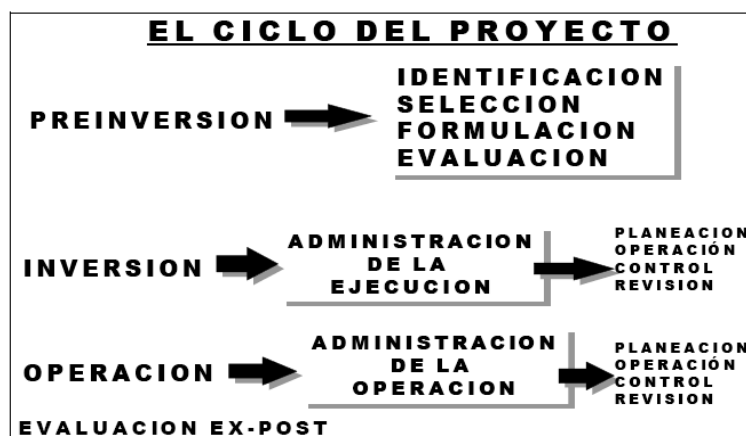 EL CICLO DEL PROYECTO
PREINVERSION
IDENTIFICACION
SELECCION
FORMULACION
EVALUACION
INVERSION
ADMINISTRACION
DE LA
EJECUCION
PLANEACION
OPERACIÓN
CONTROL
REVISION
OPERACION
ADMINISTRACION
DE LA
OPERACION
PLANEACION
OPERACIÓN
CONTROL
REVISION
EVALUACION EX-POST